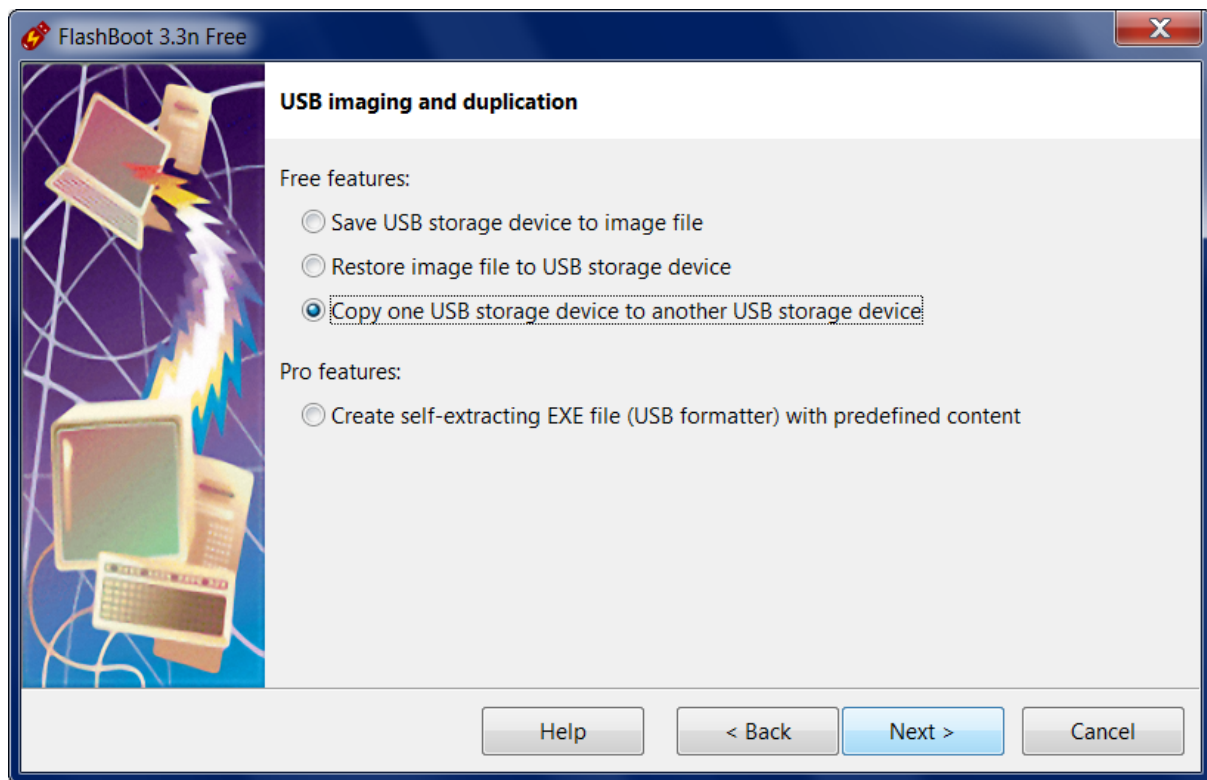 FlashBoot 3.3n Free
X
USB imaging and duplication
Free features:
Save USB storage device to image file
Restore image file to USB storage device
Copy one USB storage device to another USB storage device
Pro features:
Create self-extracting EXE file (USB formatter) with predefined content
Help
< Back
Next >
Cancel